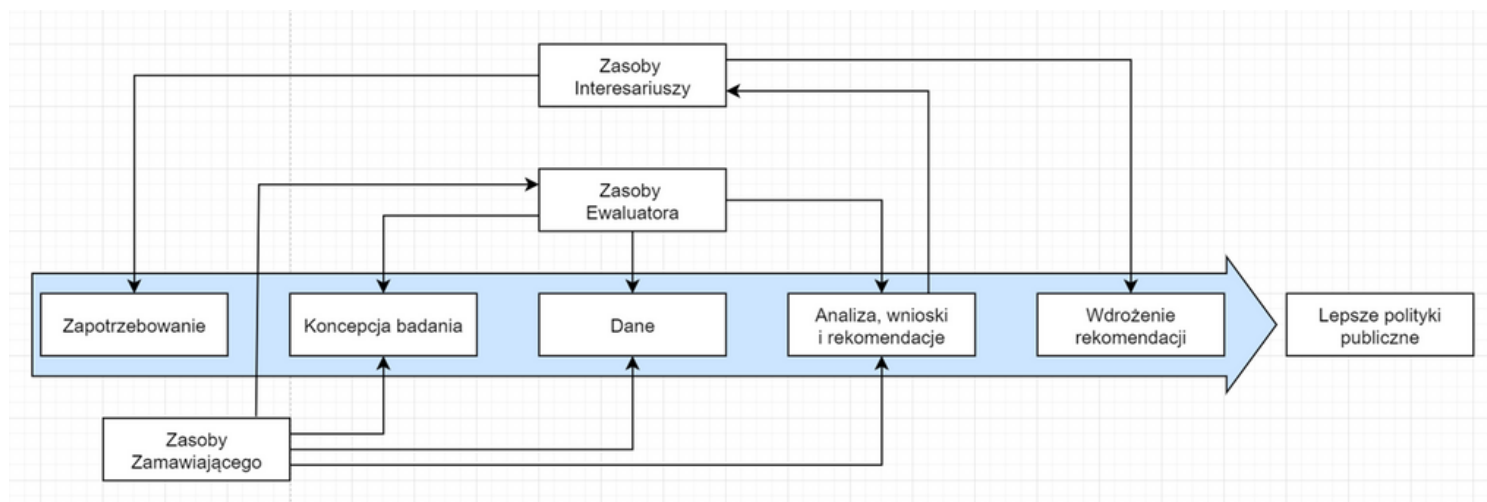 Zasoby
Interesariuszy
Zasoby
Ewaluatora
Zapotrzebowanie
Koncepcja badania
Dane
Analiza, wnioski
i rekomendacje
Wdrożenie
rekomendacji
Lepsze polityki
publiczne
Zasoby
Zamawiającego